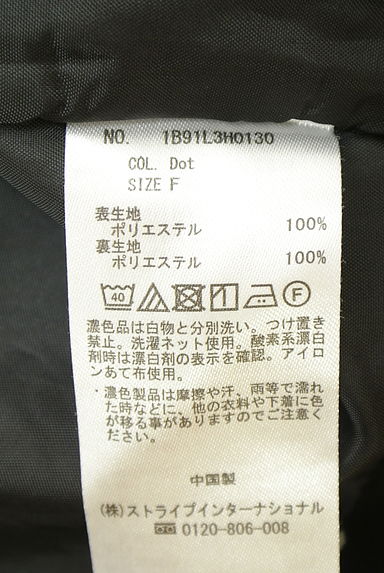 NO. 1B91L3H0130
COL. Dot
SIZE F
表生地
ポリエステル 100%
裏生地
ポリエステル 100%
40 F
濃色品は白物と分別洗い。つけ置き
禁止。洗濯ネット使用。酸素系漂白
剤時は漂白剤の表示を確認。アイロ
ンあて布使用。
・濃色製品は摩擦や汗、雨等で濡れ
た時などに、他の衣料や下着に色
が移る事がありますのでご注意く
ださい。
中国製
(株)ストライプインターナショナル
0120-806-008